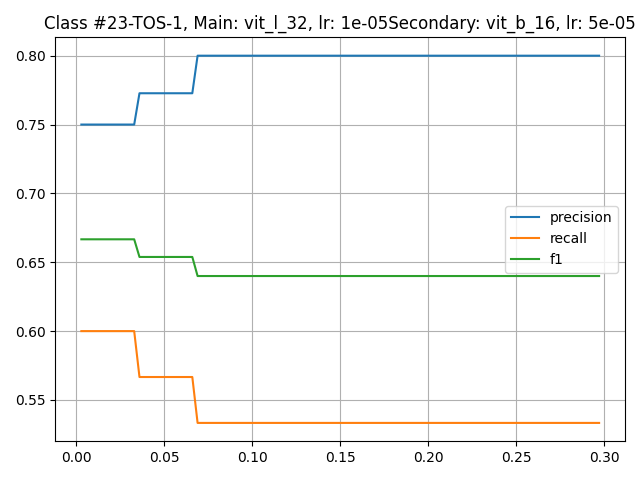 Class #23-TOS-1, Main: vit_l_32, lr: 1e-05Secondary: vit_b_16, lr: 5e-05
0.80
0.75
0.70
0.65
0.60
0.55
precision
recall
f1
0.00 0.05 0.10 0.15 0.20 0.25 0.30